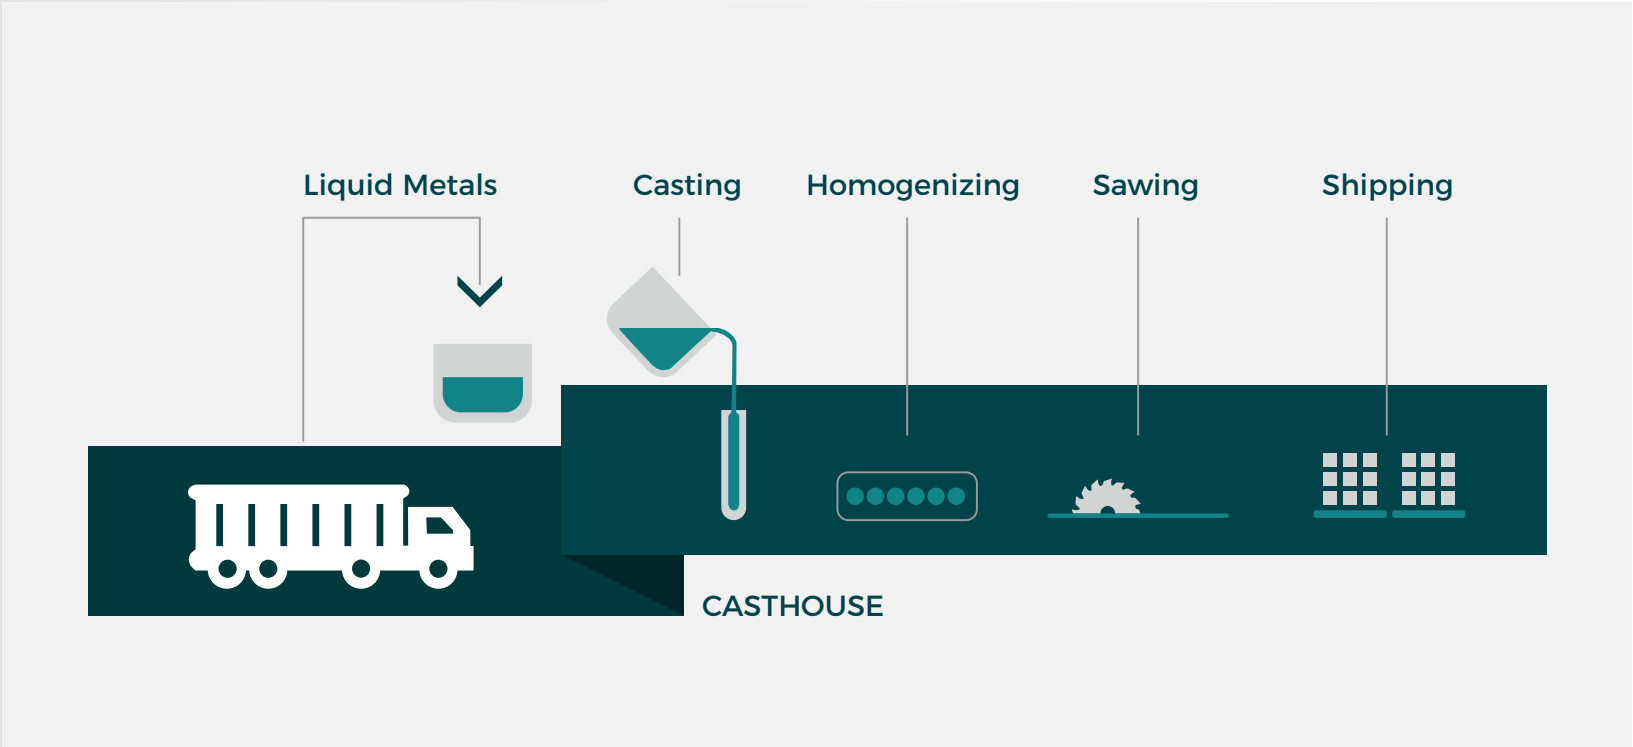 Liquid Metals
Casting
Homogenizing
Sawing
Shipping
CASTHOUSE